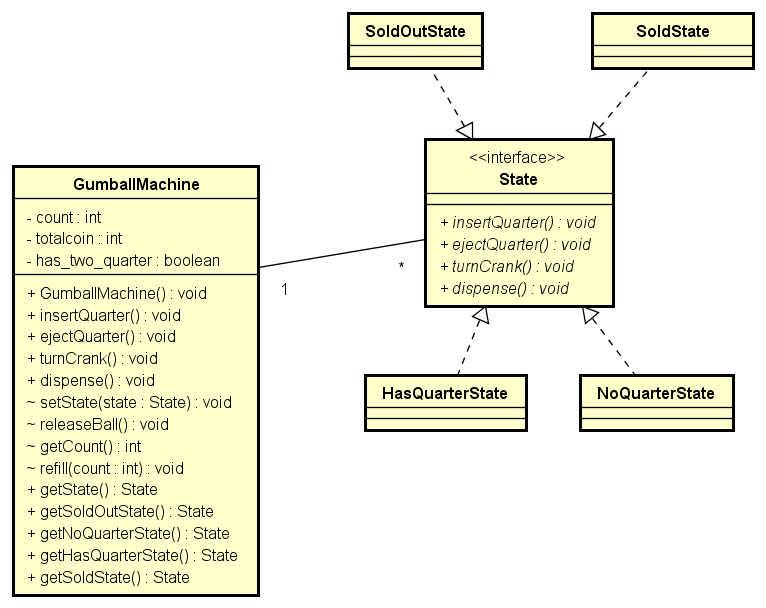 SoldOutState
SoldState
<<interface>>
State
+ insertQuarter() : void
+ ejectQuarter() : void
+ turnCrank() : void
+ dispense() : void
GumballMachine
- count : int
- totalcoin : int
- has_two_quarter : boolean
+ GumballMachine() : void
+ insertQuarter() : void
+ ejectQuarter() : void
+ turnCrank() : void
+ dispense() : void
~ setState(state : State) : void
~ releaseBall() : void
~ getCount() : int
~ refill(count : int) : void
+ getState() : State
+ getSoldOutState() : State
+ getNoQuarterState() : State
+ getHasQuarterState() : State
+ getSoldState() : State
1
*
HasQuarterState
NoQuarterState